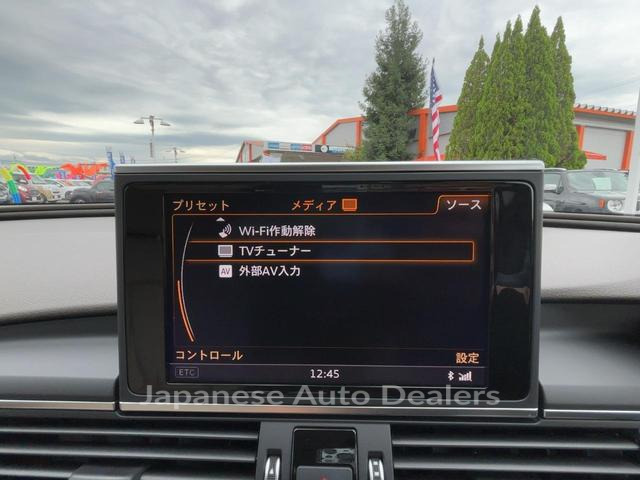 プリセット メディア ソース
Wi-Fi作動解除
TVチューナー
AV 外部AV入力
コントロール 設定
ETC 12:45
Japanese Auto Dealers